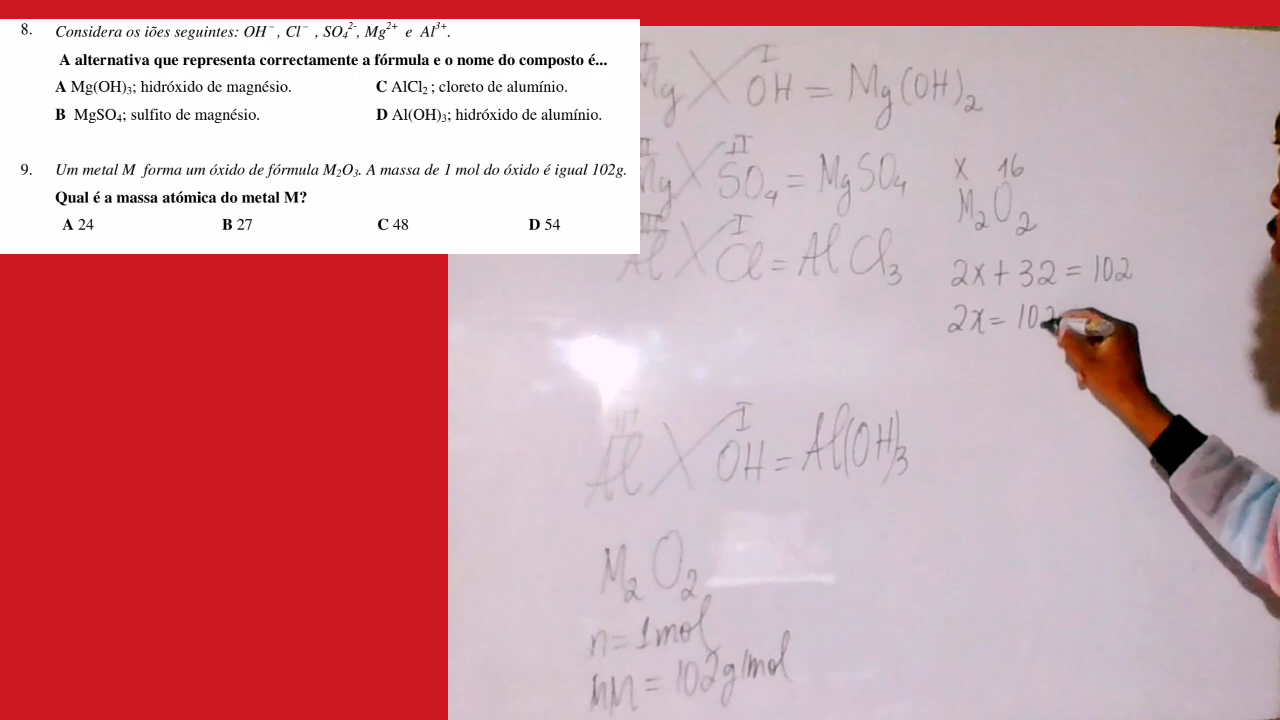 8. Considera os iões seguintes: OH⁻, Cl⁻ , SO₄²⁻, Mg²⁺ e Al³⁺.
A alternativa que representa correctamente a fórmula e o nome do composto é...
A Mg(OH)₃; hidróxido de magnésio.
C AlCl₂ ; cloreto de alumínio.
B MgSO₄; sulfito de magnésio.
D Al(OH)₃; hidróxido de alumínio.
9. Um metal M forma um óxido de fórmula M₂O₃. A massa de 1 mol do óxido é igual 102g.
Qual é a massa atómica do metal M?
A 24 B 27 C 48 D 54
I
Mg OH = Mg(OH)₂
II
Mg SO₄ = MgSO₄
III I
Al Cl = AlCl₃
x 16
M₂O₂
2x + 32 = 102
2x = 102
III I
Al OH = Al(OH)₃
M₂O₂
n = 1mol
MM = 102g/mol